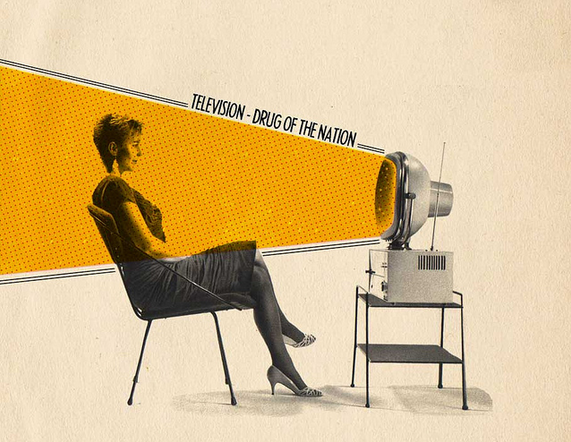 TELEVISION - DRUG OF THE NATION